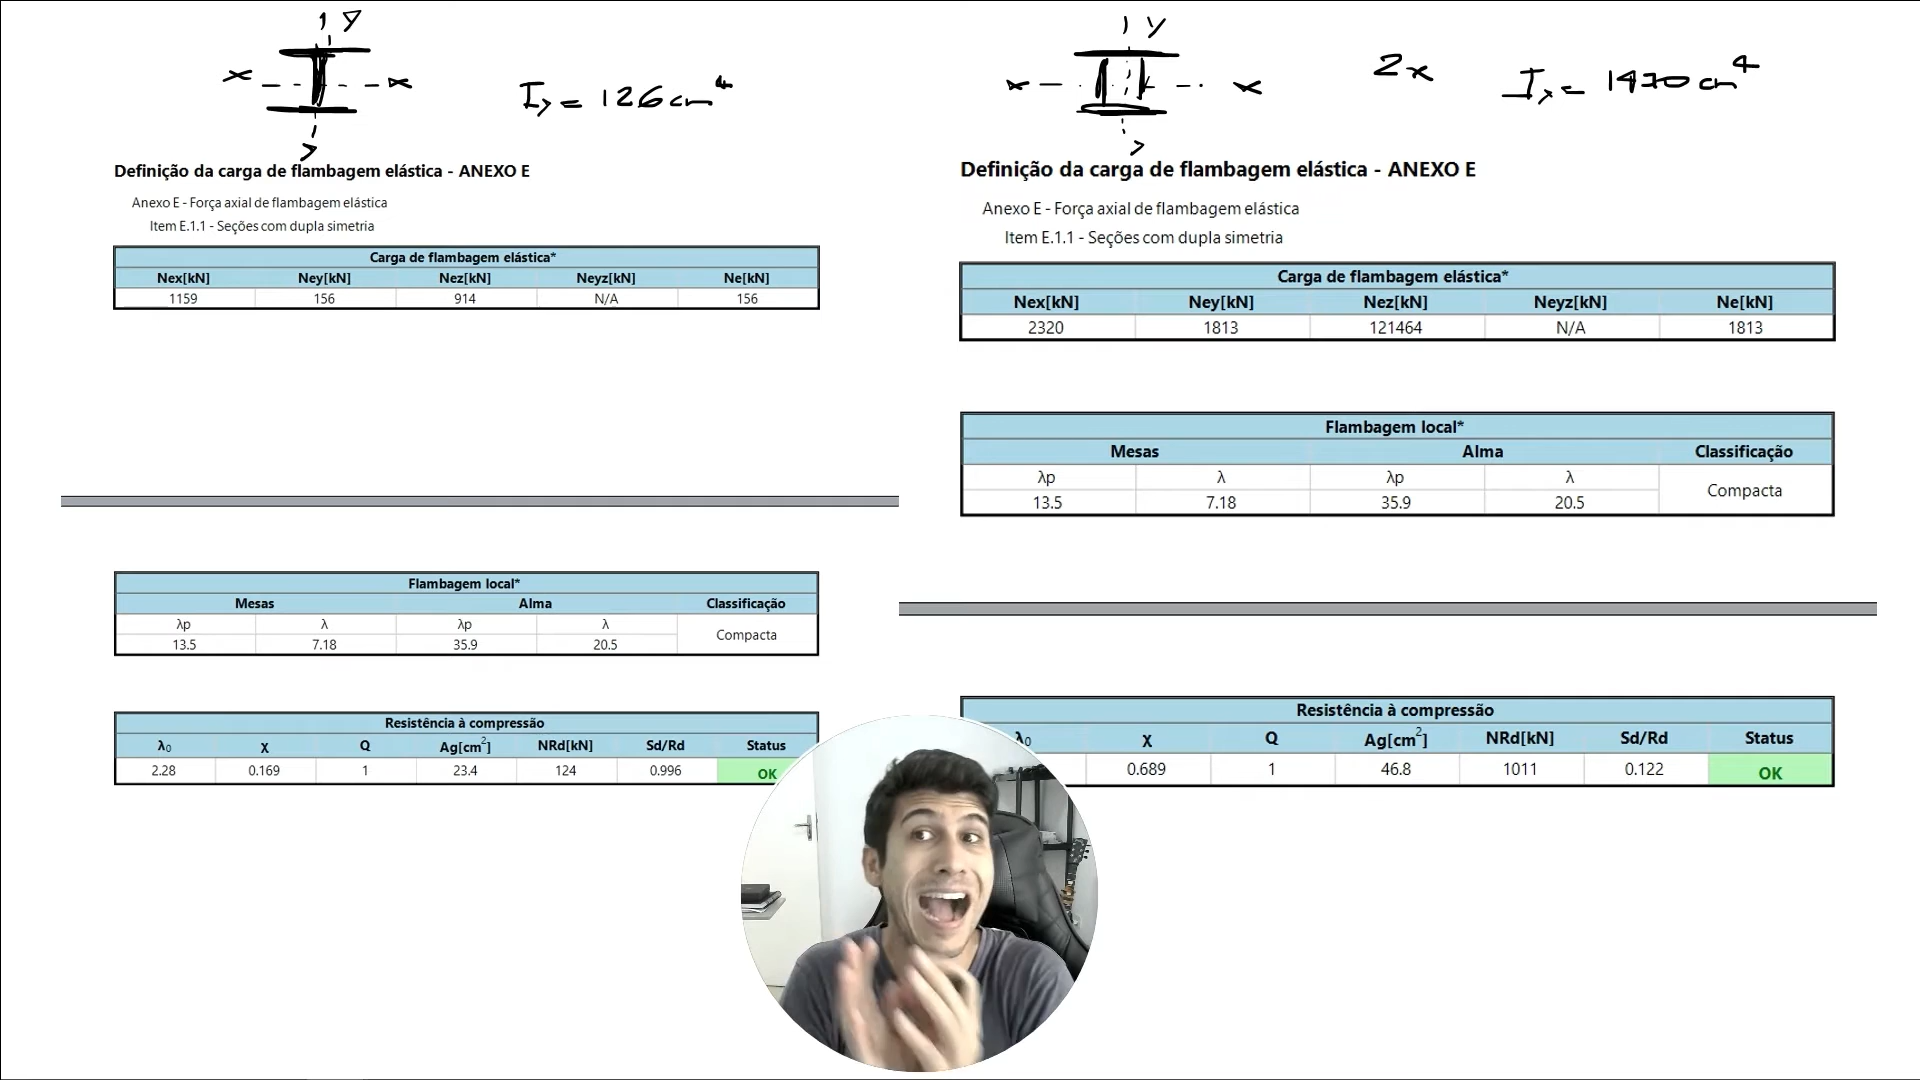 Y
x x
Iy = 126 cm⁴
y
Definição da carga de flambagem elástica - ANEXO E
Anexo E - Força axial de flambagem elástica
Item E.1.1 - Seções com dupla simetria
Carga de flambagem elástica*
Nex[kN] Ney[kN] Nez[kN] Neyz[kN] Ne[kN]
1159 156 914 N/A 156
Flambagem local*
Mesas Alma Classificação
λp λ λp λ Compacta
13.5 7.18 35.9 20.5
Resistência à compressão
λ₀ χ Q Ag[cm²] NRd[kN] Sd/Rd Status
2.28 0.169 1 23.4 124 0.996 OK
y
x x
2x Iy = 1470 cm⁴
y
Definição da carga de flambagem elástica - ANEXO E
Anexo E - Força axial de flambagem elástica
Item E.1.1 - Seções com dupla simetria
Carga de flambagem elástica*
Nex[kN] Ney[kN] Nez[kN] Neyz[kN] Ne[kN]
2320 1813 121464 N/A 1813
Flambagem local*
Mesas Alma Classificação
λp λ λp λ Compacta
13.5 7.18 35.9 20.5
Resistência à compressão
λ₀ χ Q Ag[cm²] NRd[kN] Sd/Rd Status
0.689 1 46.8 1011 0.122 OK